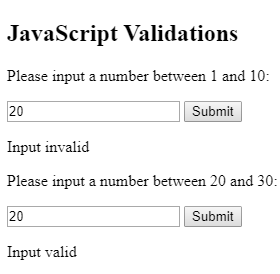 JavaScript Validations
Please input a number between 1 and 10:
20 Submit
Input invalid
Please input a number between 20 and 30:
20 Submit
Input valid